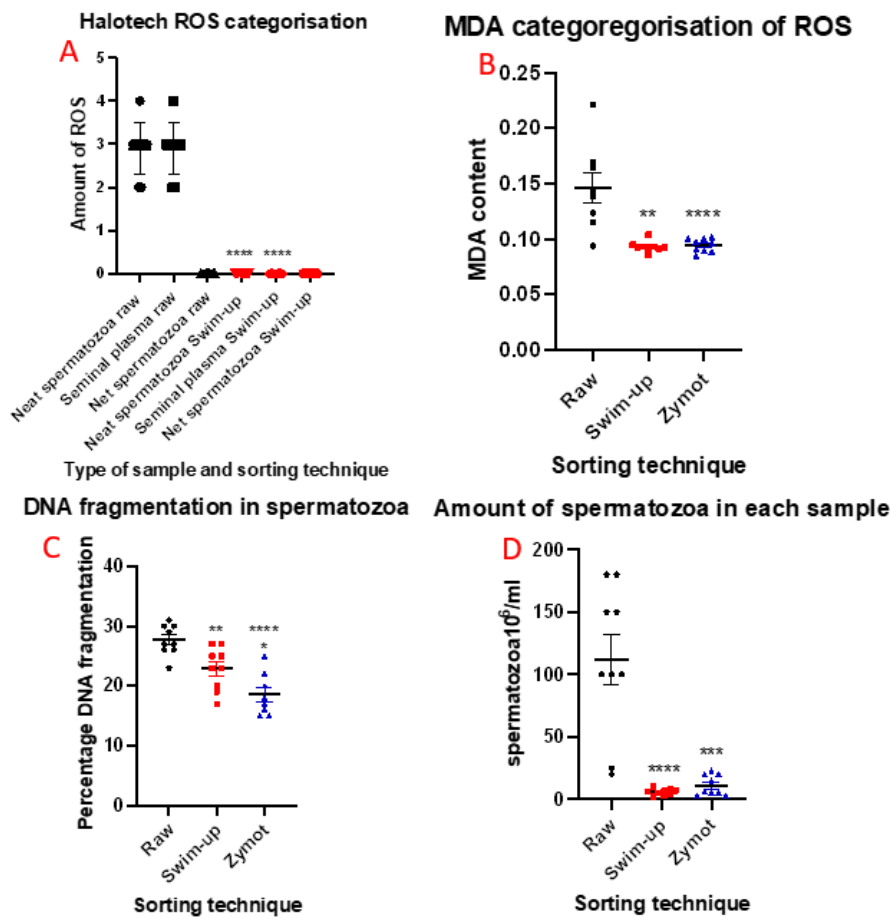 Halotech ROS categorisation
A
Amount of ROS
5
4
3
2
1
0
**** ****
Neat spermatozoa raw
Seminal plasma raw
Net spermatozoa raw
Neat spermatozoa Swim-up
Seminal plasma Swim-up
Net spermatozoa Swim-up
Type of sample and sorting technique
MDA categoregorisation of ROS
B
MDA content
0.25
0.20
0.15
0.10
0.05
0.00
** ****
Raw
Swim-up
Zymot
Sorting technique
DNA fragmentation in spermatozoa
C
Percentage DNA fragmentation
40
30
20
10
0
** ****
*
Raw
Swim-up
Zymot
Sorting technique
Amount of spermatozoa in each sample
D
spermatozoa10⁶/ml
200
150
100
50
0
**** ***
Raw
Swim-up
Zymot
Sorting technique